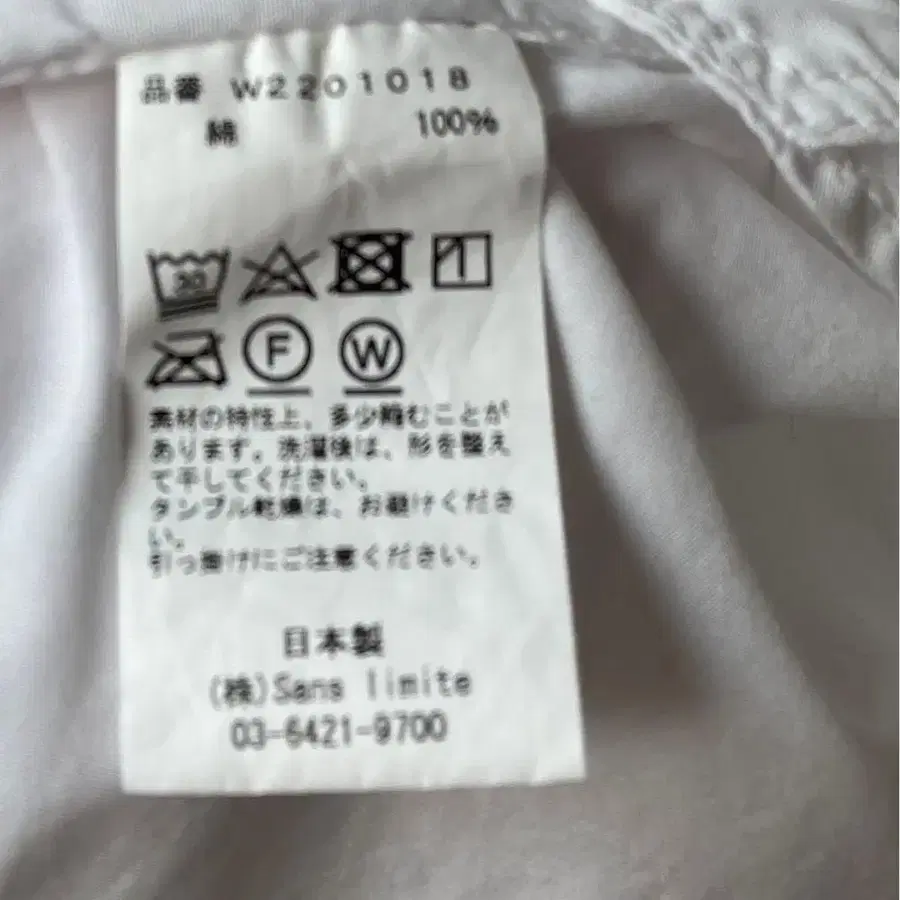 品番 W2201018
綿 100%
30
F W
素材の特性上、多少縮むことが
あります。洗濯後は、形を整え
て干してください。
タンブル乾燥は、お避けくださ
い。
引っ掛けにご注意ください。
日本製
(株)Sans limite
03-6421-9700